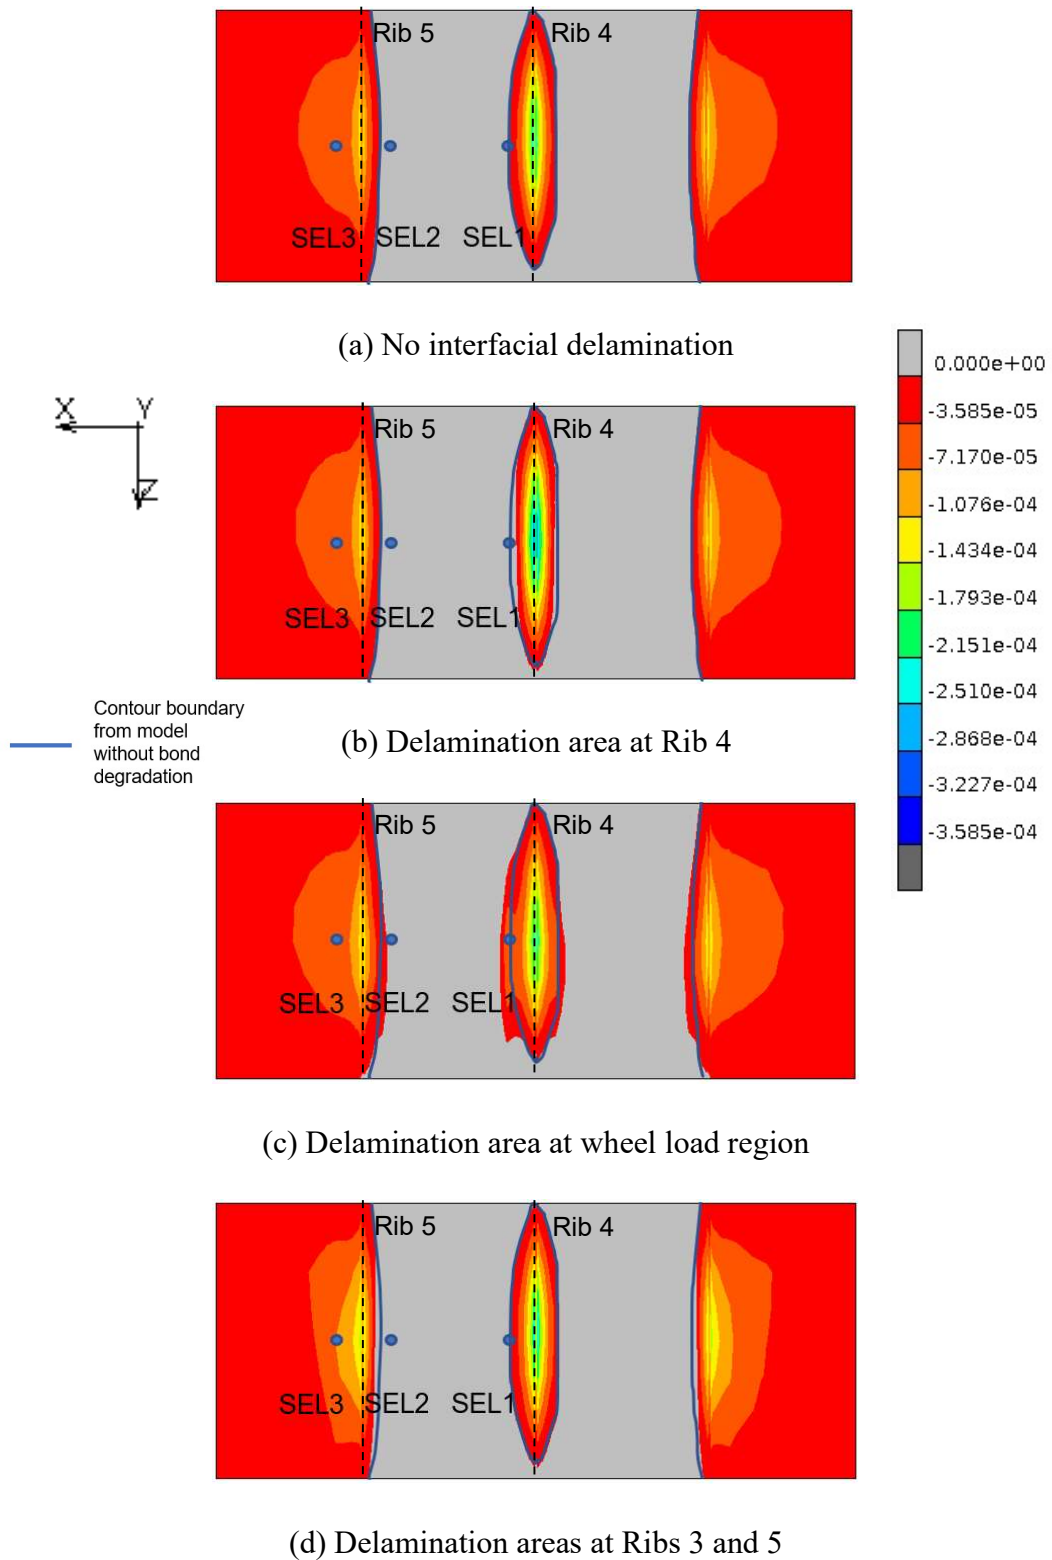 Rib 5
Rib 4
SEL3
SEL2
SEL1
(a) No interfacial delamination
0.000e+00
-3.585e-05
-7.170e-05
-1.076e-04
-1.434e-04
-1.793e-04
-2.151e-04
-2.510e-04
-2.868e-04
-3.227e-04
-3.585e-04
X
Y
Z
Rib 5
Rib 4
SEL3
SEL2
SEL1
Contour boundary
from model
without bond
degradation
(b) Delamination area at Rib 4
Rib 5
Rib 4
SEL3
SEL2
SEL1
(c) Delamination area at wheel load region
Rib 5
Rib 4
SEL3
SEL2
SEL1
(d) Delamination areas at Ribs 3 and 5